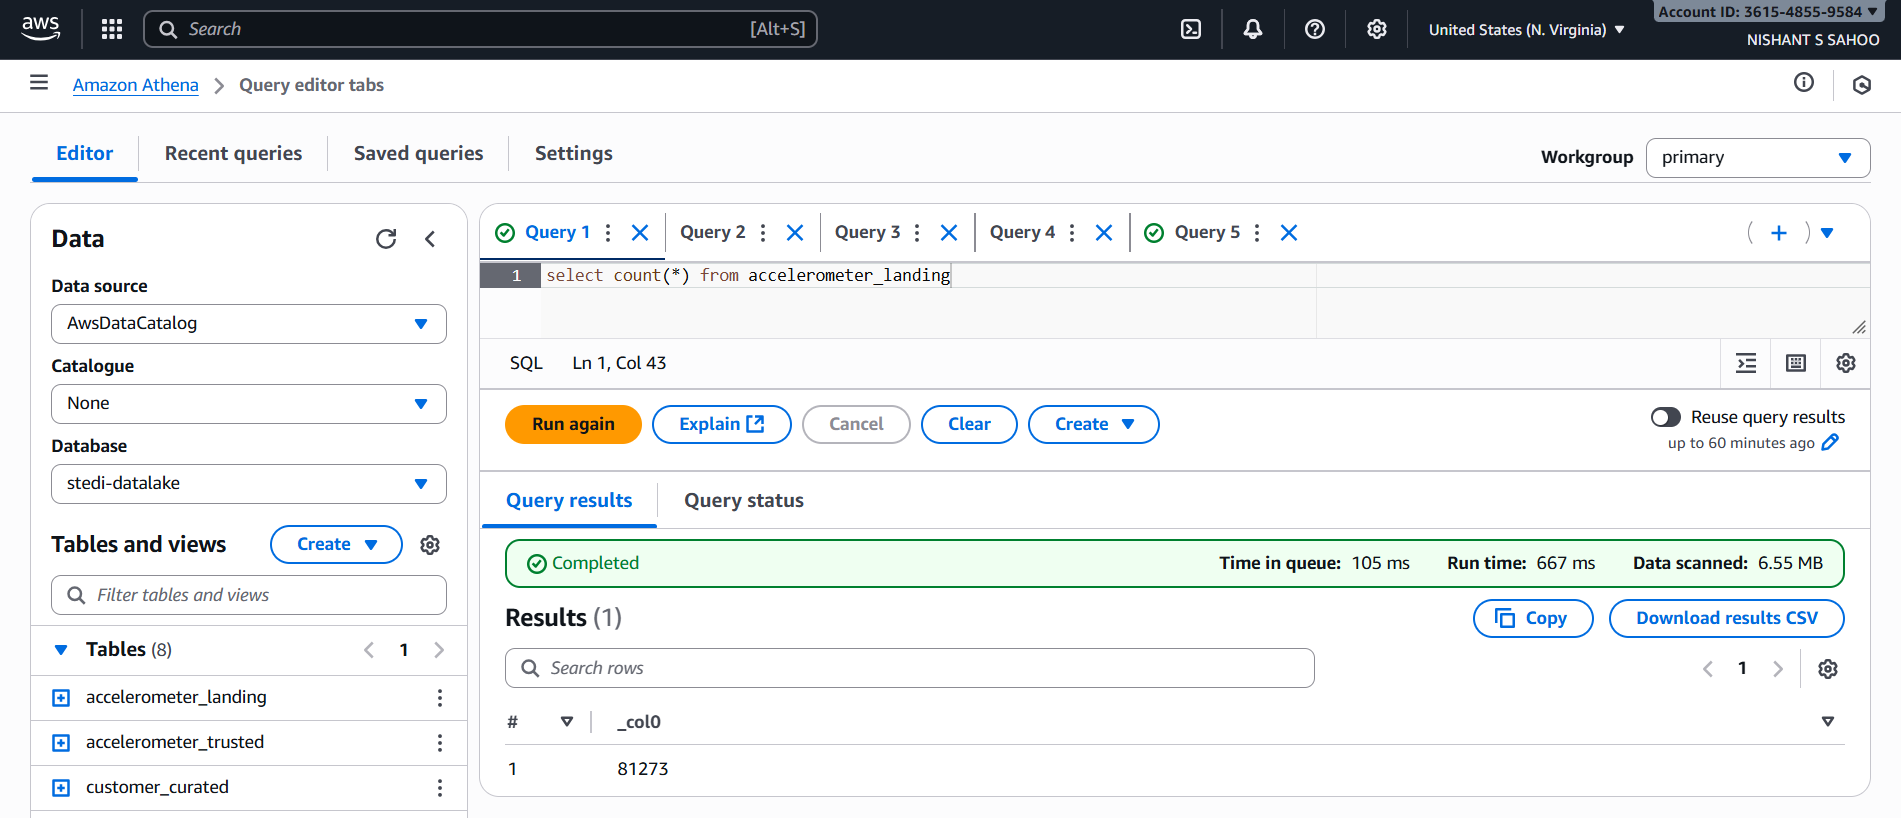 aws
Search [Alt+S]
United States (N. Virginia)
Account ID: 3615-4855-9584
NISHANT S SAHOO
Amazon Athena
Query editor tabs
Editor
Recent queries
Saved queries
Settings
Workgroup
primary
Data
Data source
AwsDataCatalog
Catalogue
None
Database
stedi-datalake
Tables and views
Create
Filter tables and views
Tables (8)
1
accelerometer_landing
accelerometer_trusted
customer_curated
Query 1
Query 2
Query 3
Query 4
Query 5
1 select count(*) from accelerometer_landing
SQL Ln 1, Col 43
Run again
Explain
Cancel
Clear
Create
Reuse query results
up to 60 minutes ago
Query results
Query status
Completed
Time in queue: 105 ms
Run time: 667 ms
Data scanned: 6.55 MB
Results (1)
Copy
Download results CSV
Search rows
1
# _col0
1 81273